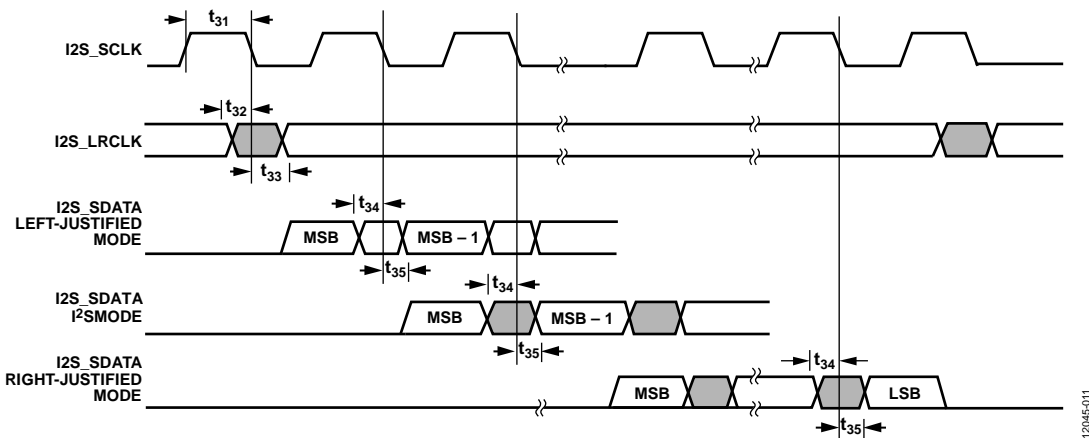 t31
I2S_SCLK
t32
I2S_LRCLK
t33
I2S_SDATA
LEFT-JUSTIFIED
MODE
t34
MSB
MSB – 1
t35
I2S_SDATA
I²SMODE
t34
MSB
MSB – 1
t35
I2S_SDATA
RIGHT-JUSTIFIED
MODE
t34
MSB
LSB
t35
12045-011